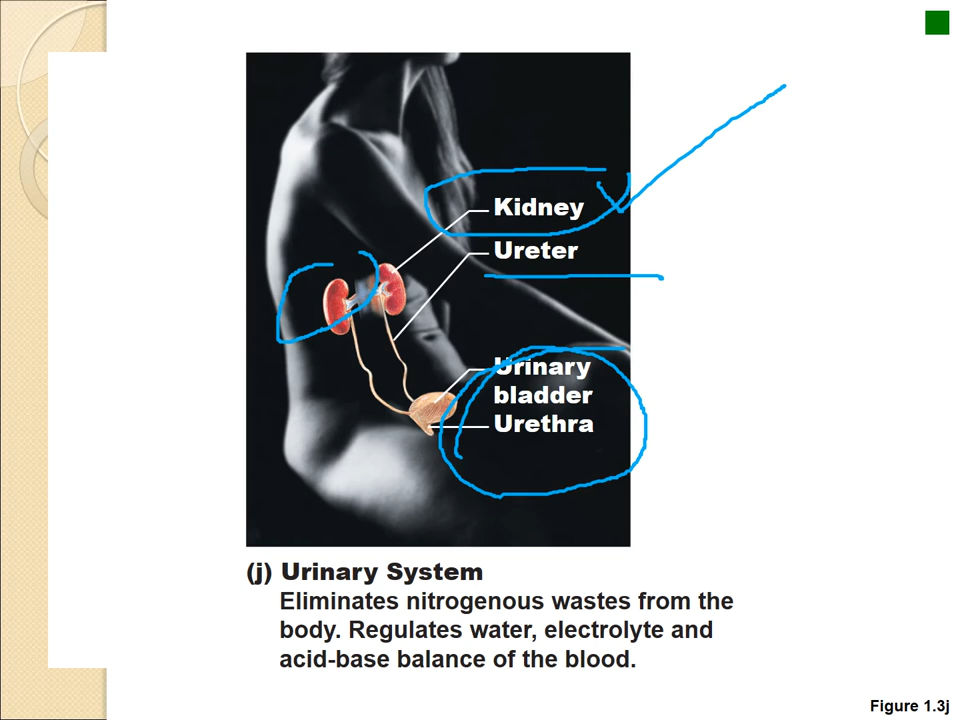 Kidney
Ureter
Urinary
bladder
Urethra
(j) Urinary System
Eliminates nitrogenous wastes from the
body. Regulates water, electrolyte and
acid-base balance of the blood.
Figure 1.3j